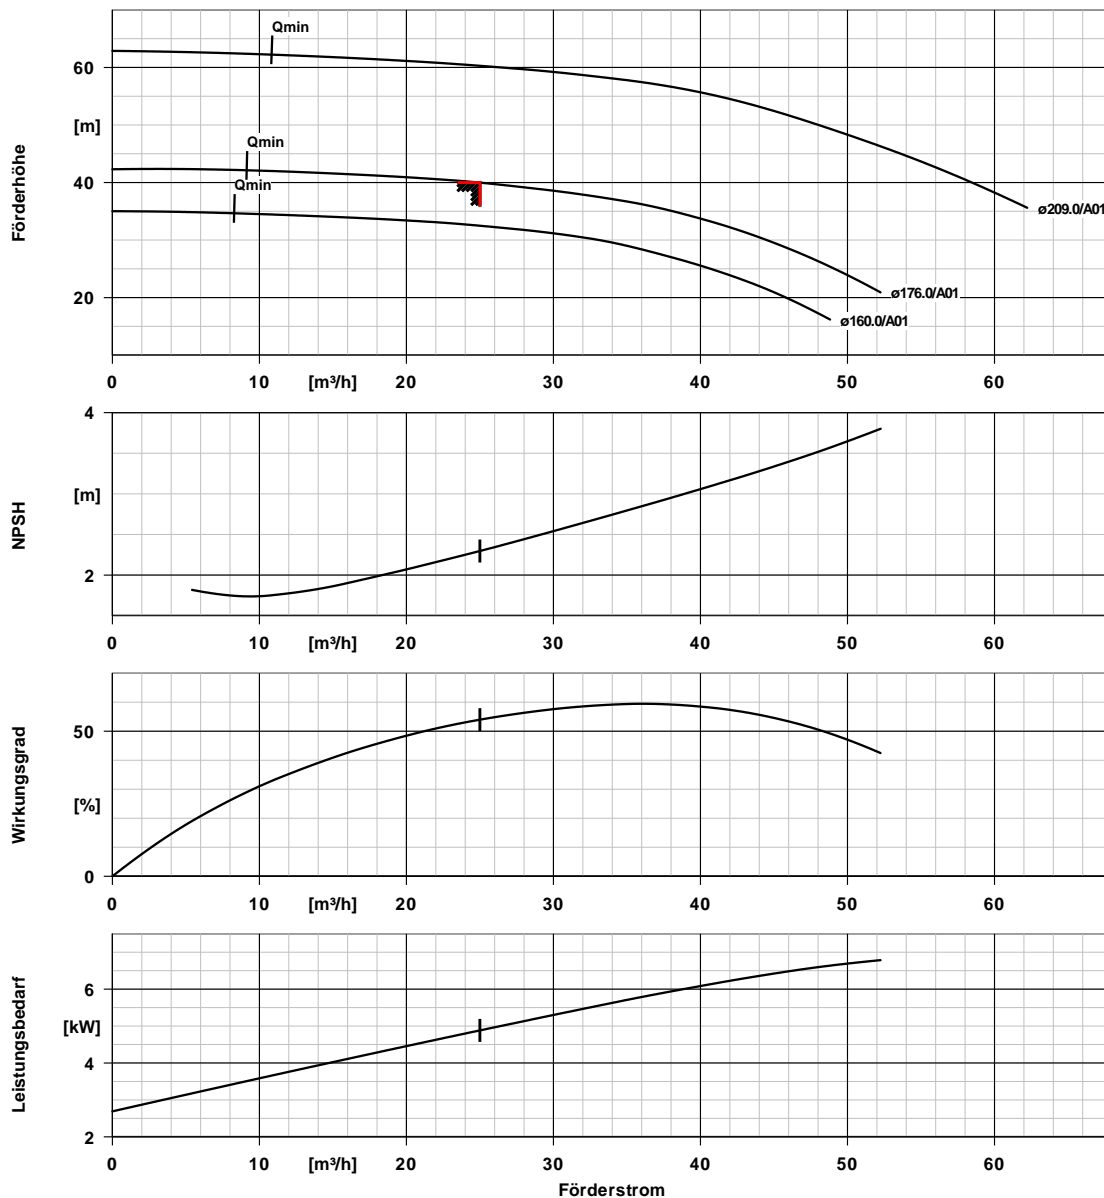 Qmin
60
[m]
Qmin
40
Qmin
Förderhöhe
ø209.0/A01
20
ø176.0/A01
ø160.0/A01
0 10 [m³/h] 20 30 40 50 60
4
[m]
NPSH
2
0 10 [m³/h] 20 30 40 50 60
50
Wirkungsgrad
[%]
0
0 10 [m³/h] 20 30 40 50 60
6
[kW]
Leistungsbedarf
4
2
0 10 [m³/h] 20 30 40 50 60
Förderstrom